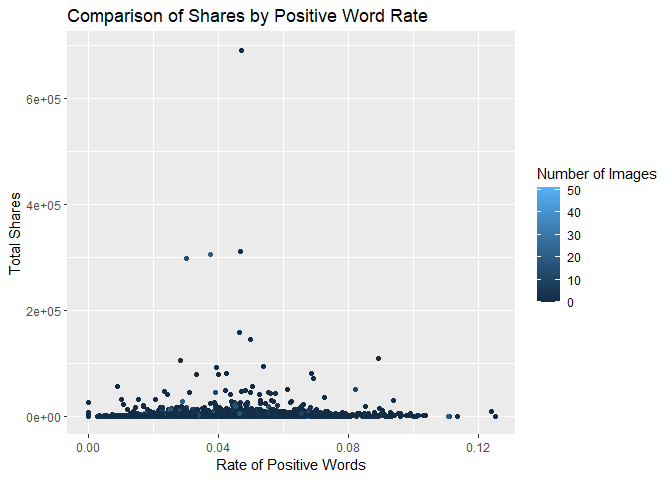 Comparison of Shares by Positive Word Rate
Total Shares
6e+05
4e+05
2e+05
0e+00
0.00 0.04 0.08 0.12
Rate of Positive Words
Number of Images
50
40
30
20
10
0